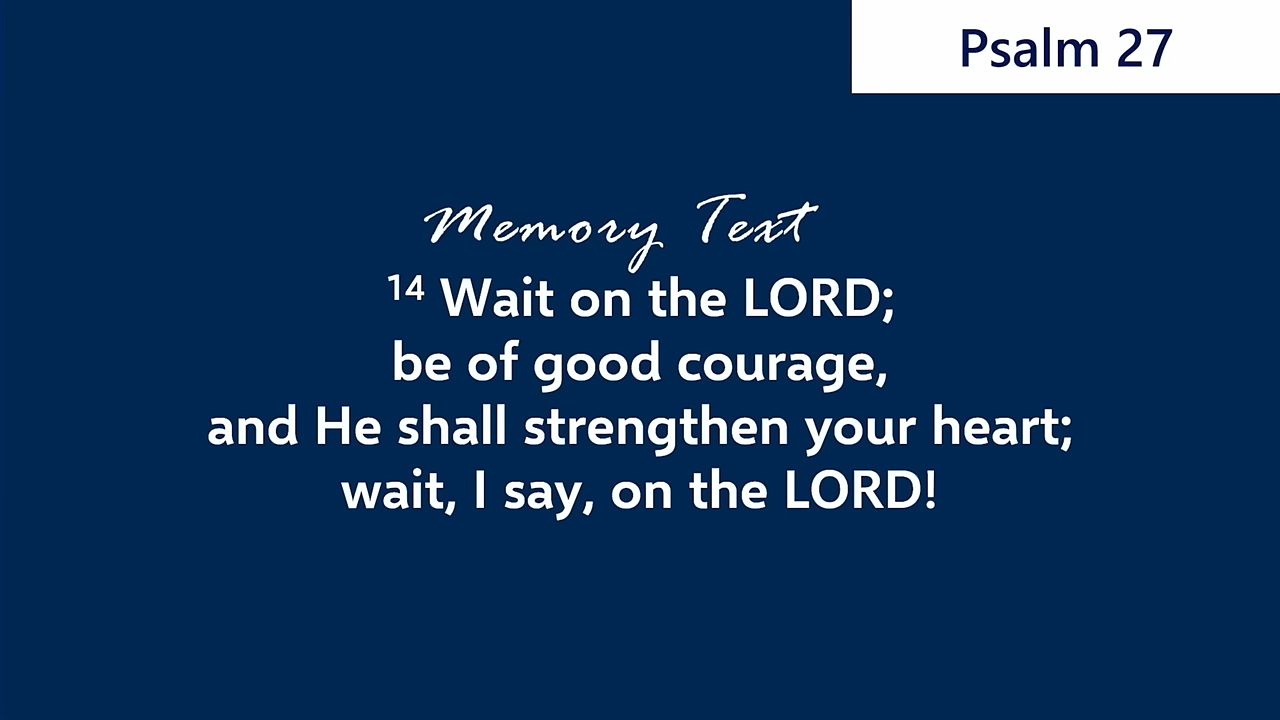 Psalm 27
Memory Text
¹⁴ Wait on the LORD;
be of good courage,
and He shall strengthen your heart;
wait, I say, on the LORD!